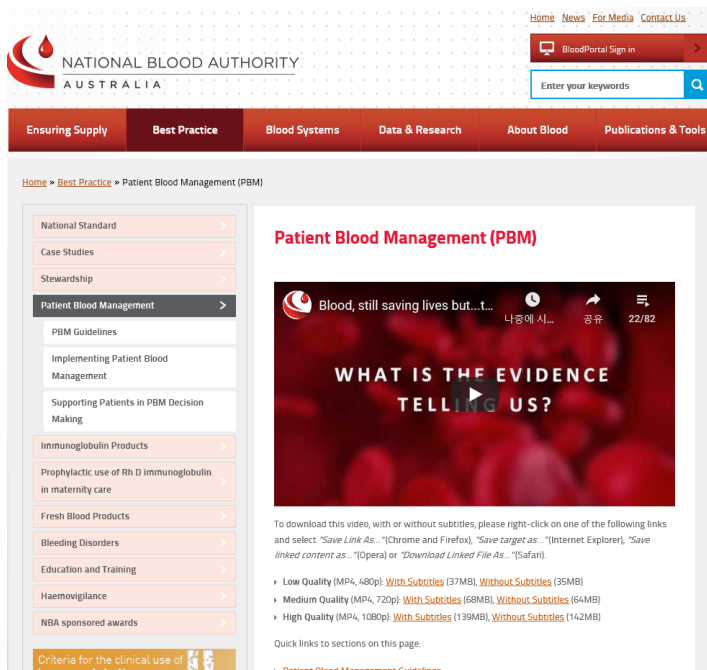 Home News For Media Contact Us
BloodPortal Sign in
NATIONAL BLOOD AUTHORITY
AUSTRALIA
Enter your keywords
Ensuring Supply Best Practice Blood Systems Data & Research About Blood Publications & Tools
Home » Best Practice » Patient Blood Management (PBM)
National Standard
Case Studies
Stewardship
Patient Blood Management
PBM Guidelines
Implementing Patient Blood
Management
Supporting Patients in PBM Decision
Making
Immunoglobulin Products
Prophylactic use of Rh D immunoglobulin
in maternity care
Fresh Blood Products
Bleeding Disorders
Education and Training
Haemovigilance
NBA sponsored awards
Criteria for the clinical use of
Patient Blood Management (PBM)
Blood, still saving lives but...t...
나중에 시... 공유 22/82
WHAT IS THE EVIDENCE
TELLING US?
To download this video, with or without subtitles, please right-click on one of the following links
and select "Save Link As... "(Chrome and Firefox), "Save target as... "(Internet Explorer), "Save
linked content as... "(Opera) or "Download Linked File As... "(Safari).
Low Quality (MP4, 480p): With Subtitles (37MB), Without Subtitles (35MB)
Medium Quality (MP4, 720p): With Subtitles (68MB), Without Subtitles (64MB)
High Quality (MP4, 1080p): With Subtitles (139MB), Without Subtitles (142MB)
Quick links to sections on this page:
Patient Blood Management Guidelines